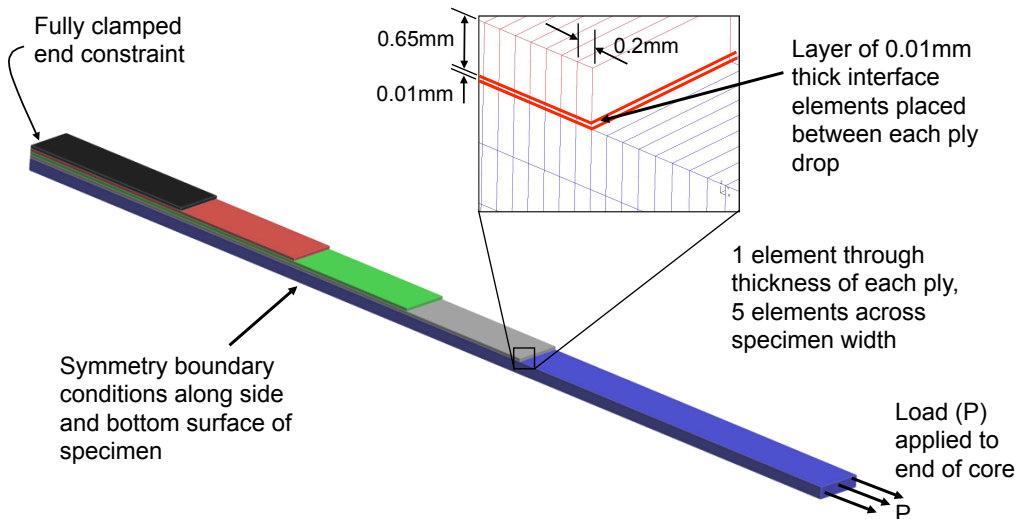 Fully clamped
end constraint
0.65mm
0.01mm
0.2mm
Layer of 0.01mm
thick interface
elements placed
between each ply
drop
1 element through
thickness of each ply,
5 elements across
specimen width
Symmetry boundary
conditions along side
and bottom surface of
specimen
Load (P)
applied to
end of core
P